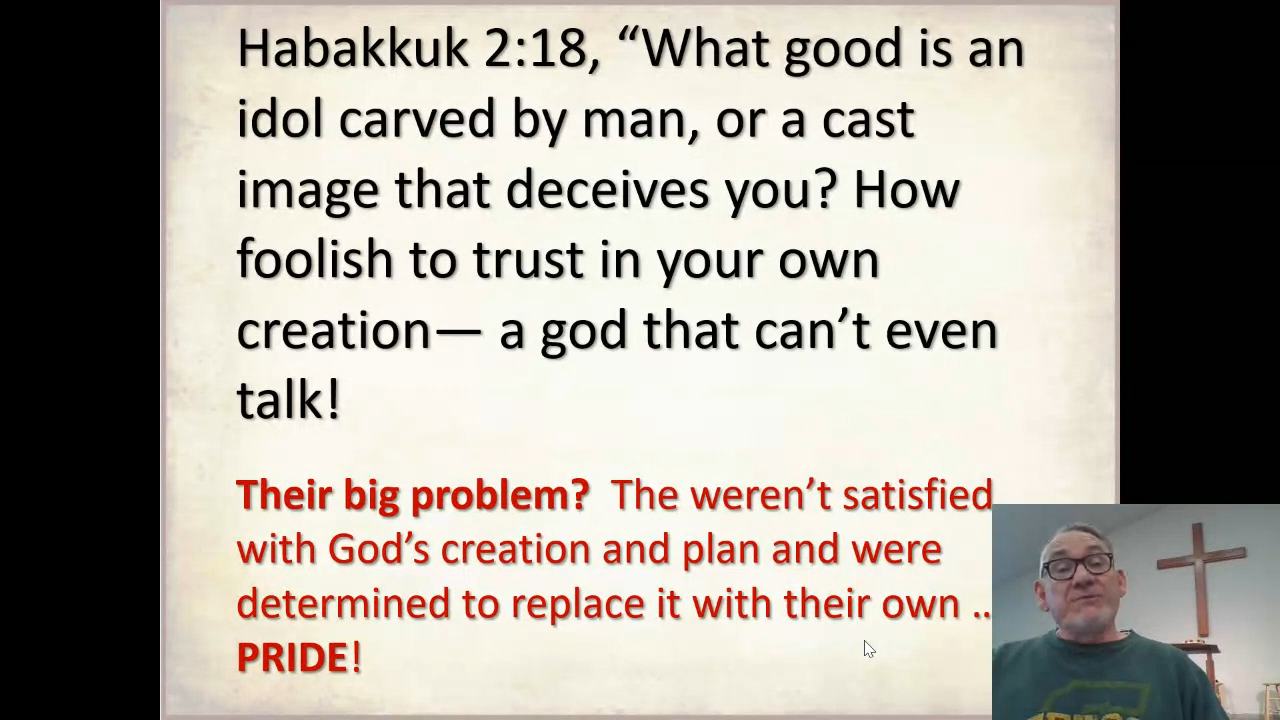 Habakkuk 2:18, “What good is an
idol carved by man, or a cast
image that deceives you? How
foolish to trust in your own
creation— a god that can’t even
talk!
Their big problem?  The weren’t satisfied
with God’s creation and plan and were
determined to replace it with their own ..
PRIDE!